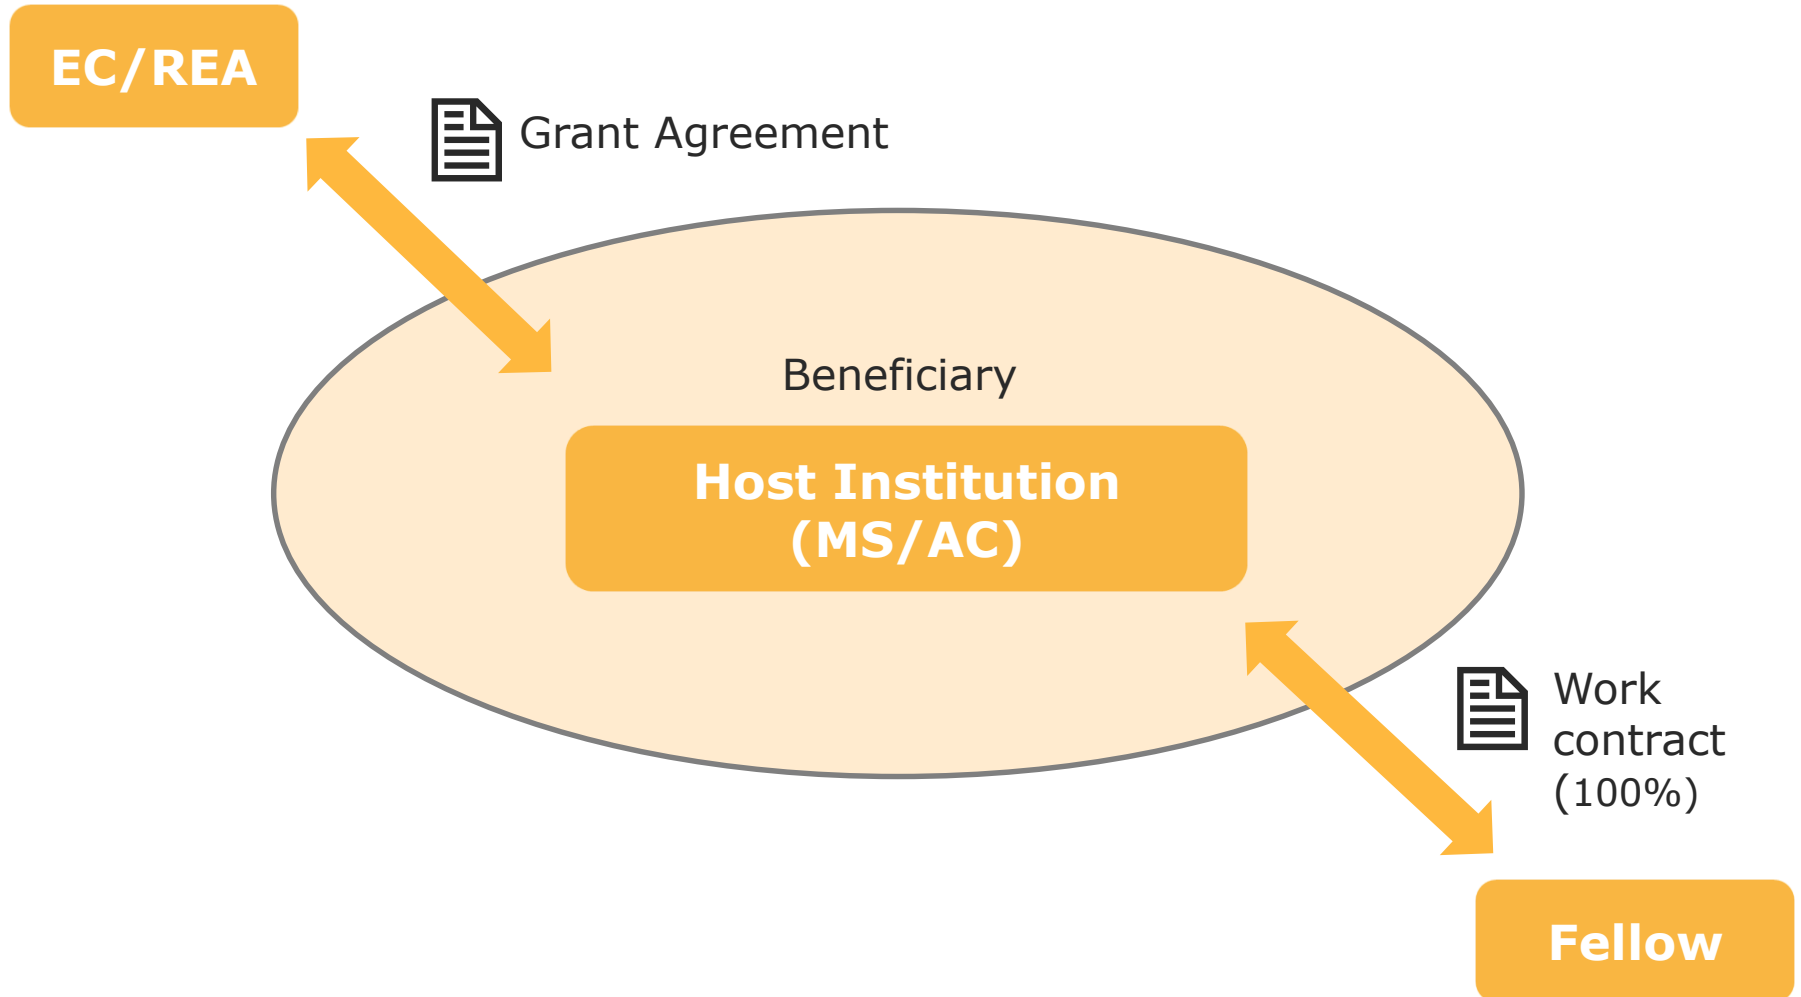 EC/REA
Grant Agreement
Beneficiary
Host Institution
(MS/AC)
Work
contract
(100%)
Fellow